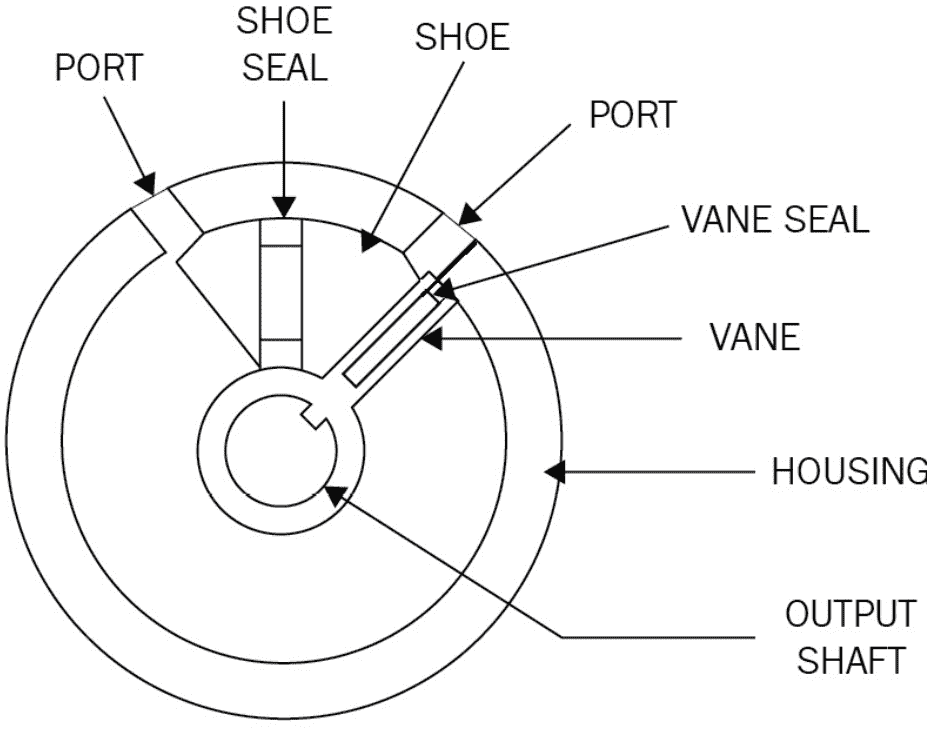 SHOE
SEAL
SHOE
PORT
PORT
VANE SEAL
VANE
HOUSING
OUTPUT
SHAFT